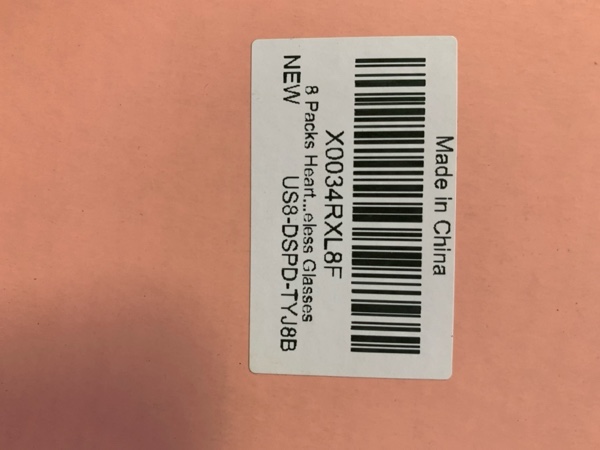 Made in China
X0034RXL8F
8 Packs Heart...eless Glasses
NEW US8-DSPD-TYJ8B